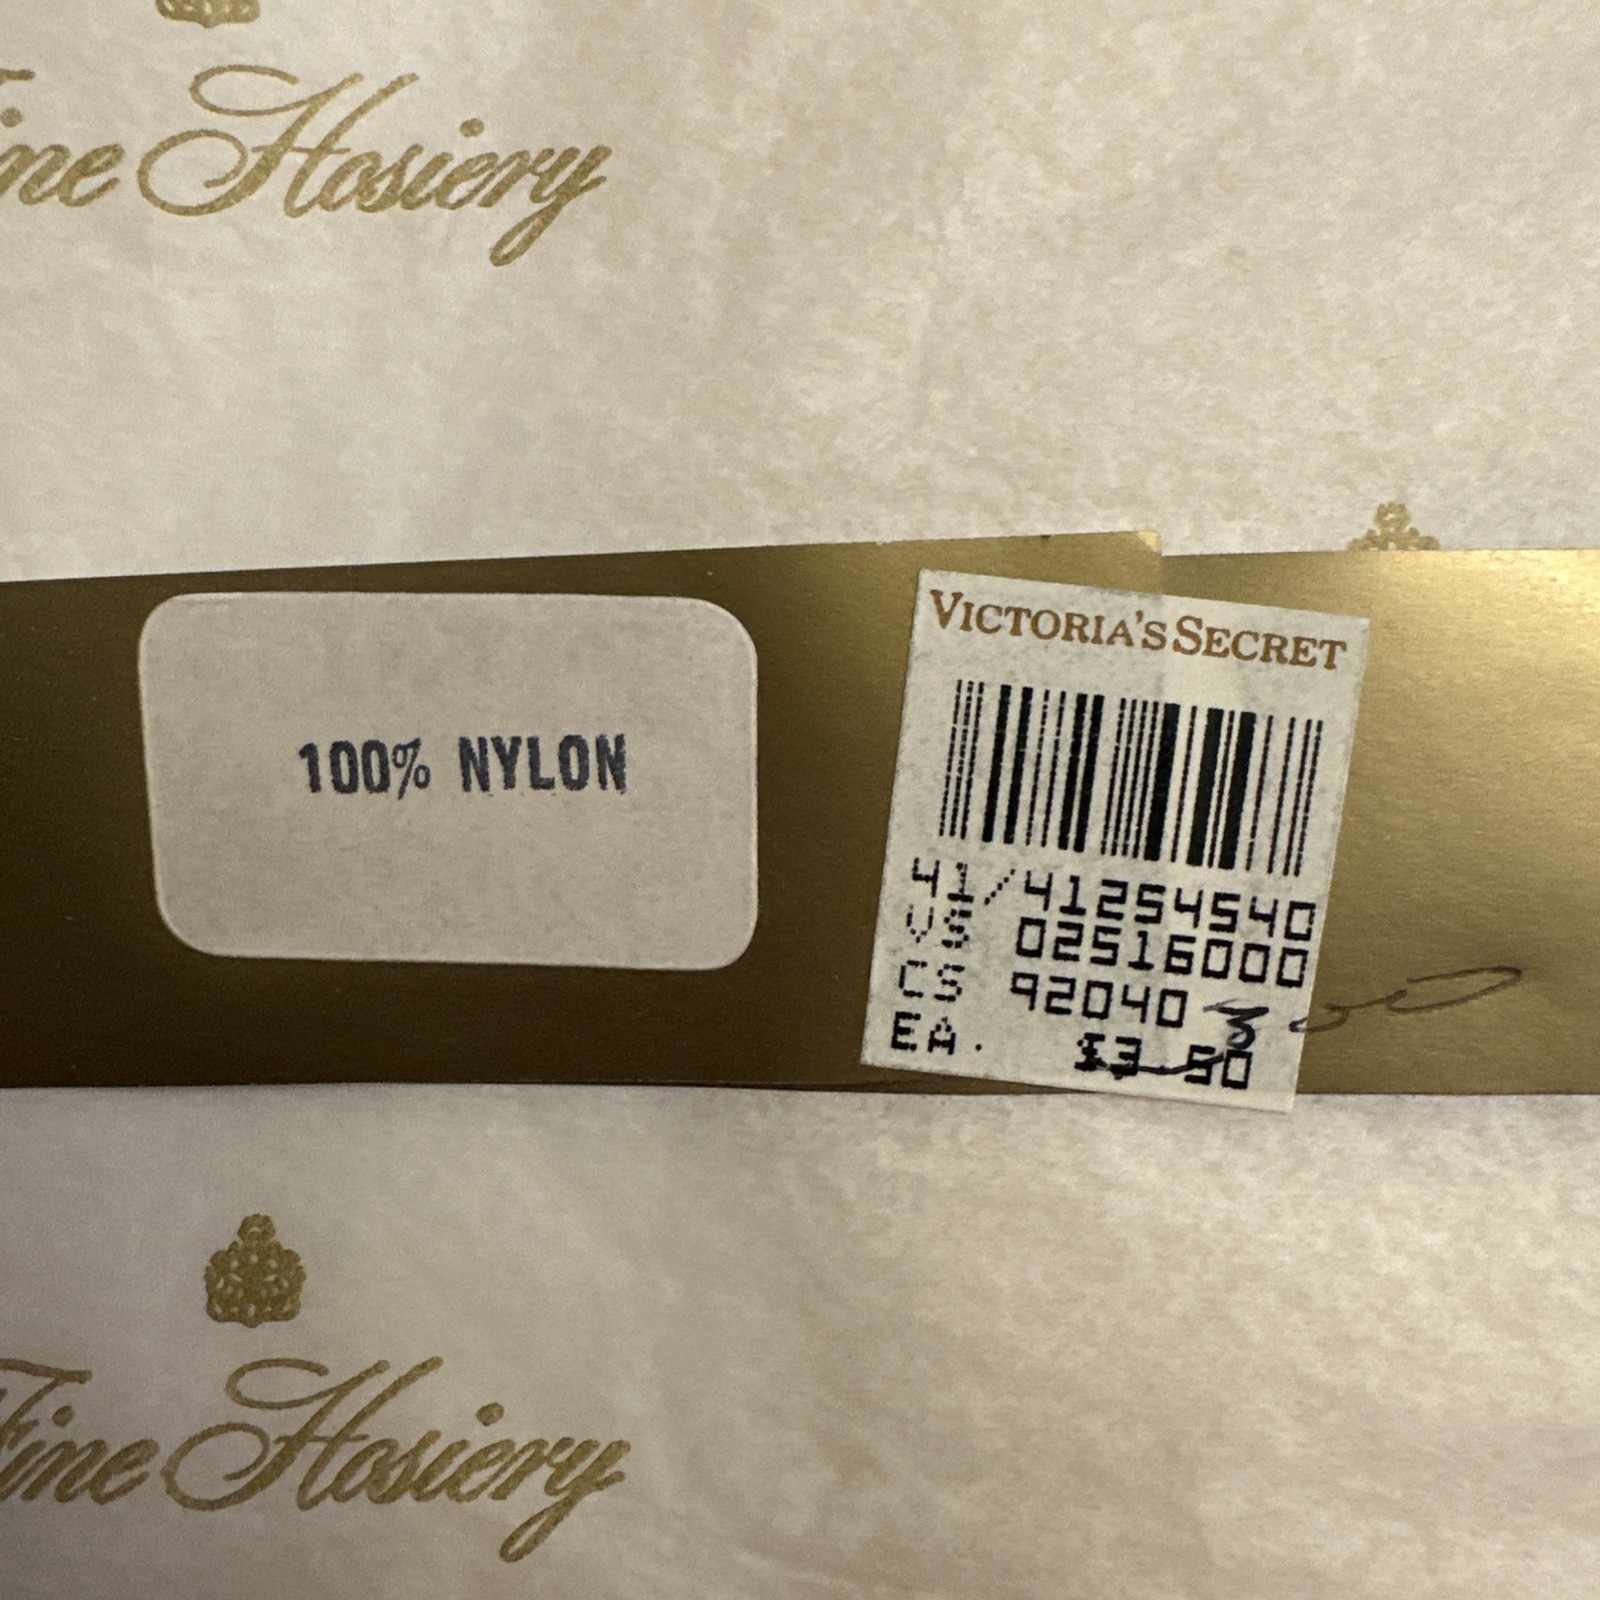 Fine Hosiery
100% NYLON
VICTORIA'S SECRET
41/41254540
VS 02516000
CS 92040
EA. $3.50
Fine Hosiery